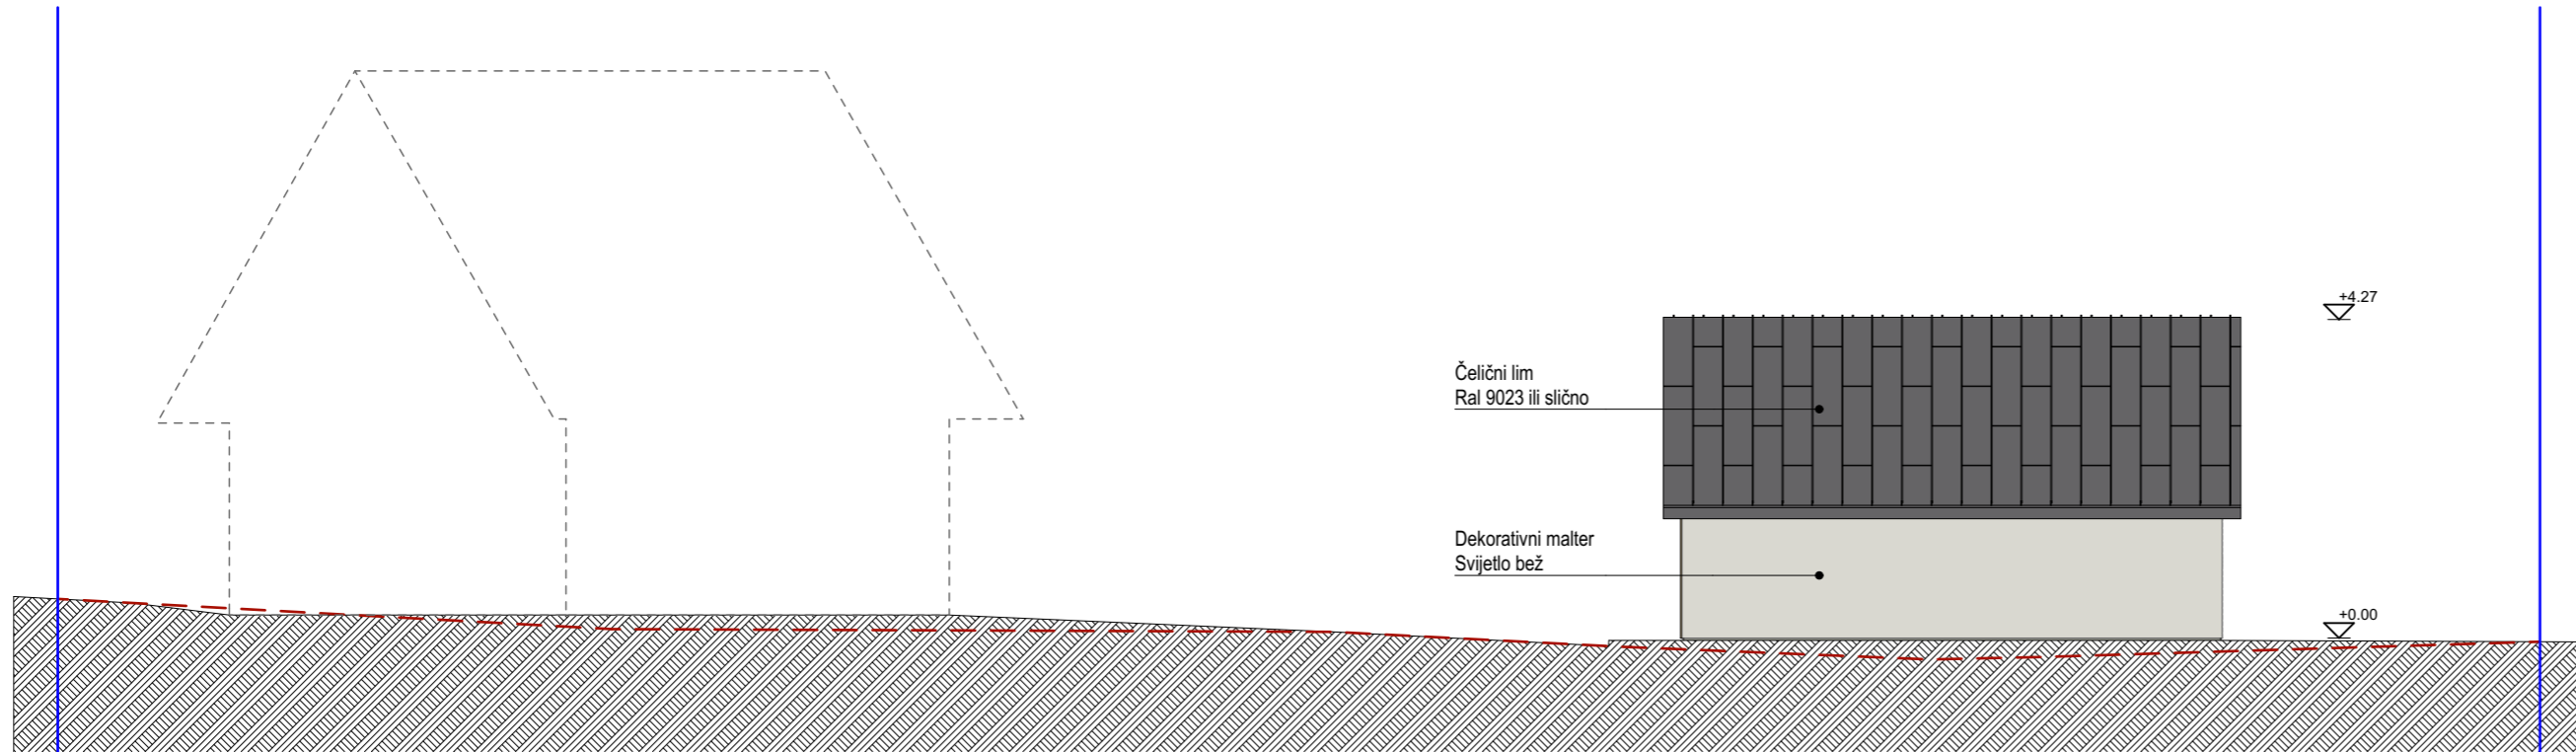 +4.27
Čelični lim
Ral 9023 ili slično
Dekorativni malter
Svijetlo bež
+0.00